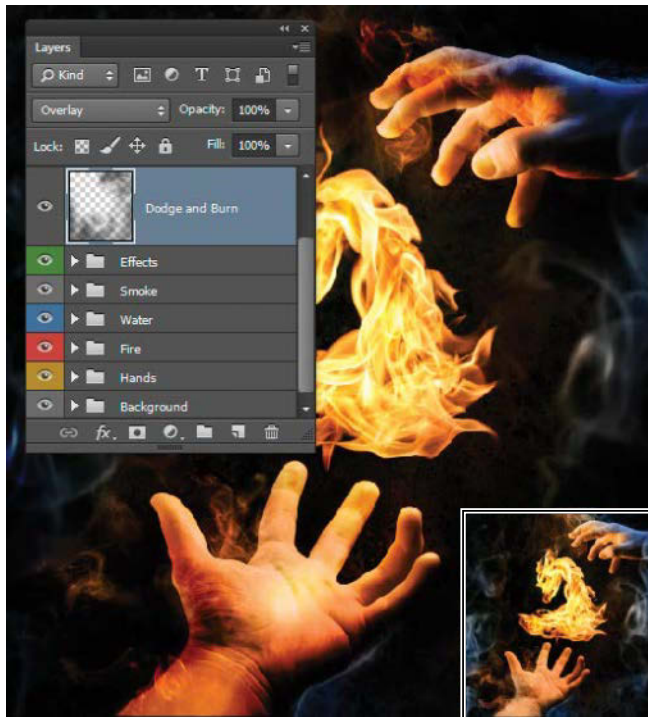 Layers
Kind
Overlay Opacity: 100%
Lock: Fill: 100%
Dodge and Burn
Effects
Smoke
Water
Fire
Hands
Background
fx